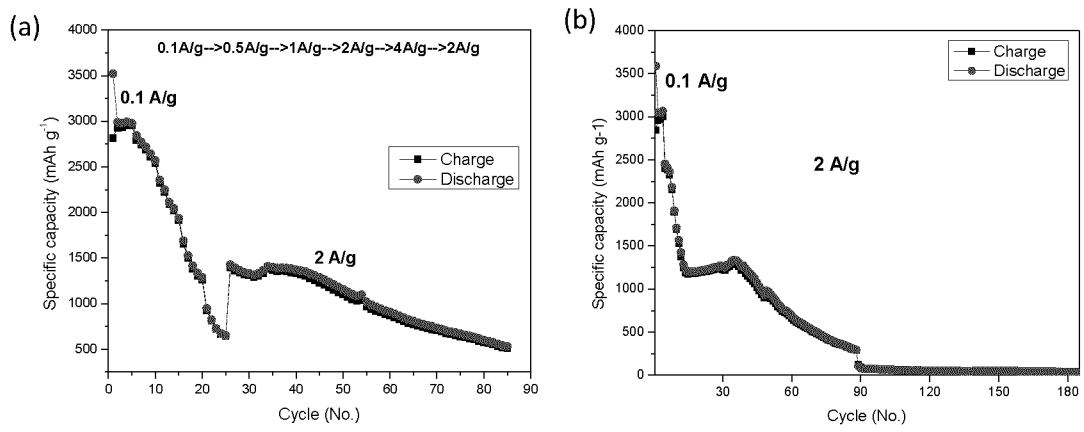 (a)
4000
3500
3000
2500
2000
1500
1000
500
Specific capacity (mAh g-1)
0.1A/g-->0.5A/g-->1A/g-->2A/g-->4A/g-->2A/g
0.1 A/g
Charge
Discharge
2 A/g
0 10 20 30 40 50 60 70 80 90
Cycle (No.)
(b)
4000
3500
3000
2500
2000
1500
1000
500
0
Specific capacity (mAh g-1)
Charge
Discharge
0.1 A/g
2 A/g
30 60 90 120 150 180
Cycle (No.)